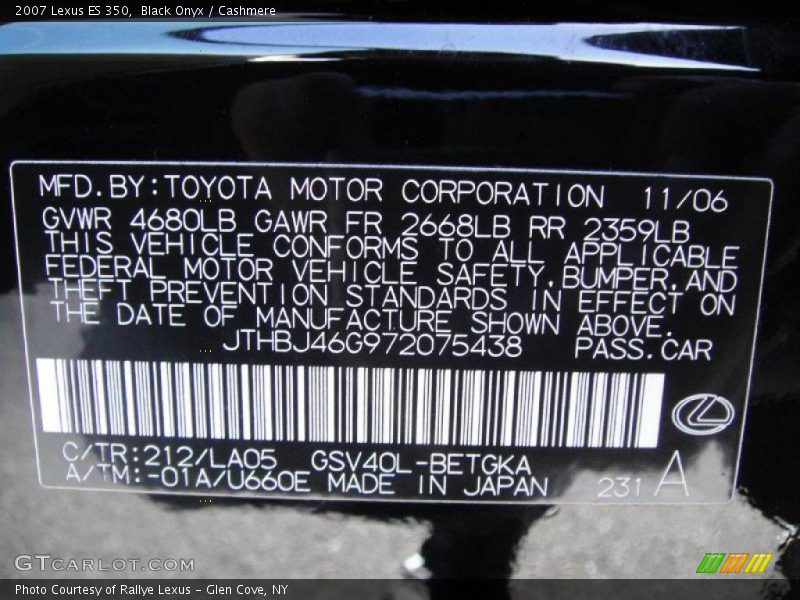 2007 Lexus ES 350, Black Onyx / Cashmere
MFD.BY:TOYOTA MOTOR CORPORATION 11/06
GVWR 4680LB GAWR FR 2668LB RR 2359LB
THIS VEHICLE CONFORMS TO ALL APPLICABLE
FEDERAL MOTOR VEHICLE SAFETY,BUMPER,AND
THEFT PREVENTION STANDARDS IN EFFECT ON
THE DATE OF MANUFACTURE SHOWN ABOVE.
JTHBJ46G972075438 PASS.CAR
C/TR:212/LA05 GSV40L-BETGKA
A/TM:-01A/U660E MADE IN JAPAN 231 A
GTCARLOT.COM
Photo Courtesy of Rallye Lexus - Glen Cove, NY